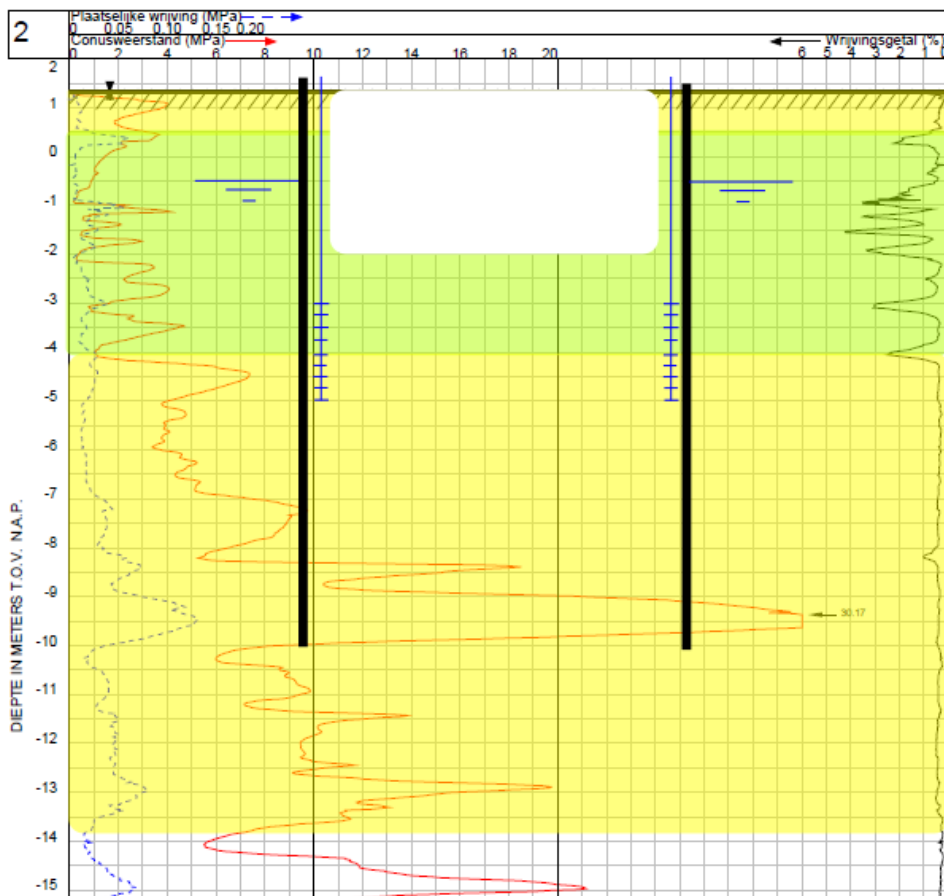 2
Plaatselijke wrijving (MPa)
0 0.05 0.10 0.15 0.20
Conusweerstand (MPa)
Wrijvingsgetal (%)
0 2 4 6 8 10 12 14 16 18 20
6 5 4 3 2 1 0
2
1
0
-1
-2
-3
-4
-5
-6
-7
-8
-9
30.17
-10
-11
-12
-13
-14
-15
DIEPTE IN METERS T.O.V. N.A.P.